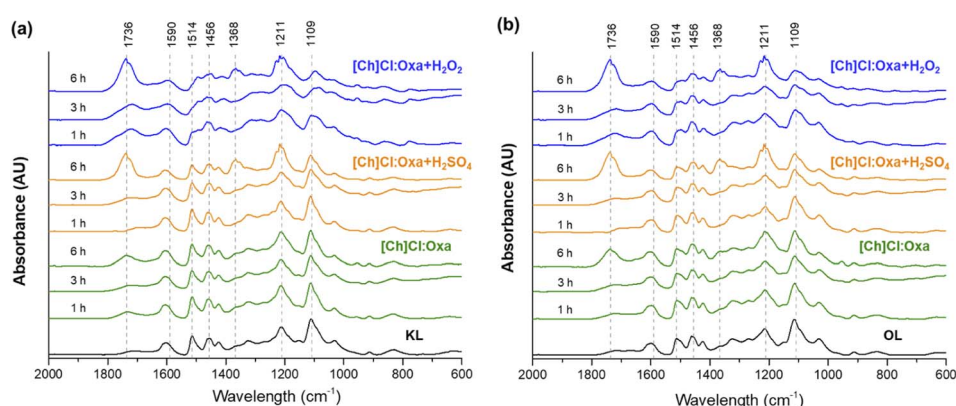 (a)
1736 1590 1514 1456 1368 1211 1109
[Ch]Cl:Oxa+H₂O₂
6 h
3 h
1 h
[Ch]Cl:Oxa+H₂SO₄
6 h
3 h
1 h
[Ch]Cl:Oxa
6 h
3 h
1 h
KL
Absorbance (AU)
2000 1800 1600 1400 1200 1000 800 600
Wavelength (cm⁻¹)
(b)
1736 1590 1514 1456 1368 1211 1109
[Ch]Cl:Oxa+H₂O₂
6 h
3 h
1 h
[Ch]Cl:Oxa+H₂SO₄
6 h
3 h
1 h
[Ch]Cl:Oxa
6 h
3 h
1 h
OL
Absorbance (AU)
2000 1800 1600 1400 1200 1000 800 600
Wavelength (cm⁻¹)